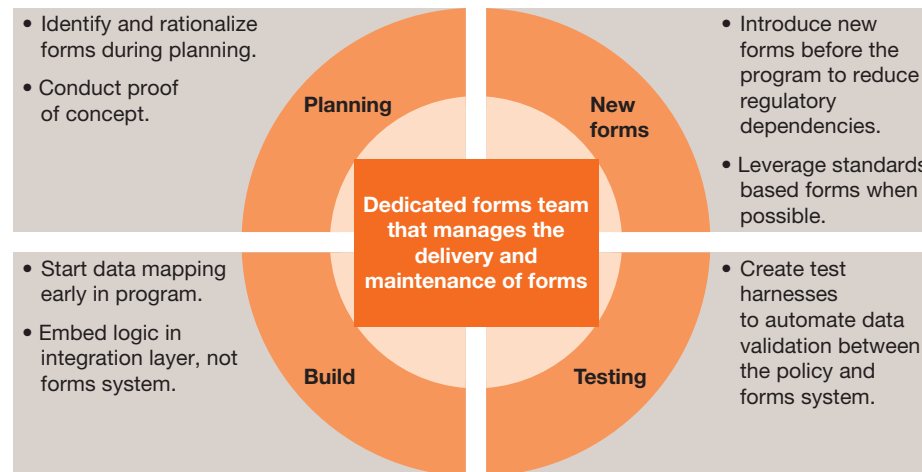 • Identify and rationalize
forms during planning.
• Conduct proof
of concept.
Planning
New
forms
• Introduce new
forms before the
program to reduce
regulatory
dependencies.
• Leverage standards
based forms when
possible.
Dedicated forms team
that manages the
delivery and
maintenance of forms
• Start data mapping
early in program.
• Embed logic in
integration layer, not
forms system.
Build
Testing
• Create test
harnesses
to automate data
validation between
the policy and
forms system.